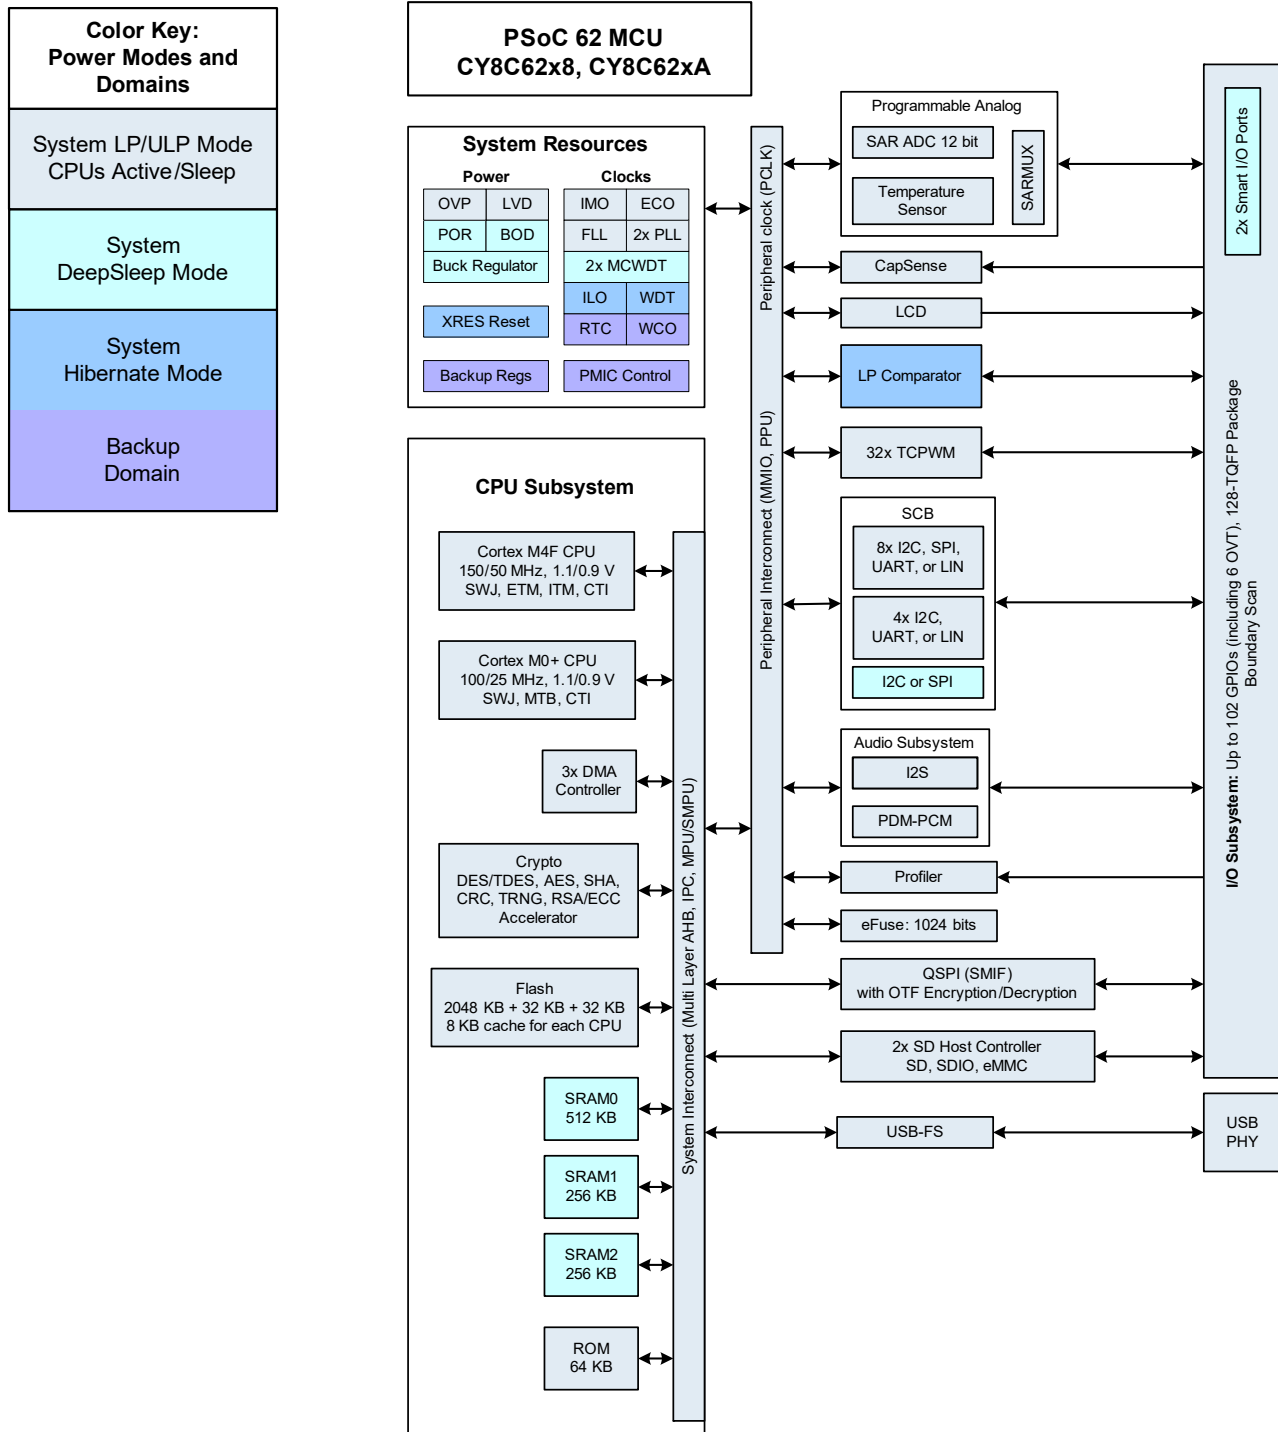 Color Key:
Power Modes and
Domains
System LP/ULP Mode
CPUs Active/Sleep
System
DeepSleep Mode
System
Hibernate Mode
Backup
Domain
PSoC 62 MCU
CY8C62x8, CY8C62xA
System Resources
Power
OVP
LVD
POR
BOD
Buck Regulator
XRES Reset
Backup Regs
Clocks
IMO
ECO
FLL
2x PLL
2x MCWDT
ILO
WDT
RTC
WCO
PMIC Control
CPU Subsystem
Cortex M4F CPU
150/50 MHz, 1.1/0.9 V
SWJ, ETM, ITM, CTI
Cortex M0+ CPU
100/25 MHz, 1.1/0.9 V
SWJ, MTB, CTI
3x DMA
Controller
Crypto
DES/TDES, AES, SHA,
CRC, TRNG, RSA/ECC
Accelerator
Flash
2048 KB + 32 KB + 32 KB
8 KB cache for each CPU
SRAM0
512 KB
SRAM1
256 KB
SRAM2
256 KB
ROM
64 KB
System Interconnect (Multi Layer AHB, IPC, MPU/SMPU)
Peripheral Interconnect (MMIO, PPU)
Peripheral clock (PCLK)
Programmable Analog
SAR ADC 12 bit
Temperature
Sensor
SARMUX
CapSense
LCD
LP Comparator
32x TCPWM
SCB
8x I2C, SPI,
UART, or LIN
4x I2C,
UART, or LIN
I2C or SPI
Audio Subsystem
I2S
PDM-PCM
Profiler
eFuse: 1024 bits
QSPI (SMIF)
with OTF Encryption/Decryption
2x SD Host Controller
SD, SDIO, eMMC
USB-FS
2x Smart I/O Ports
I/O Subsystem: Up to 102 GPIOs (including 6 OVT), 128-TQFP Package
Boundary Scan
USB
PHY